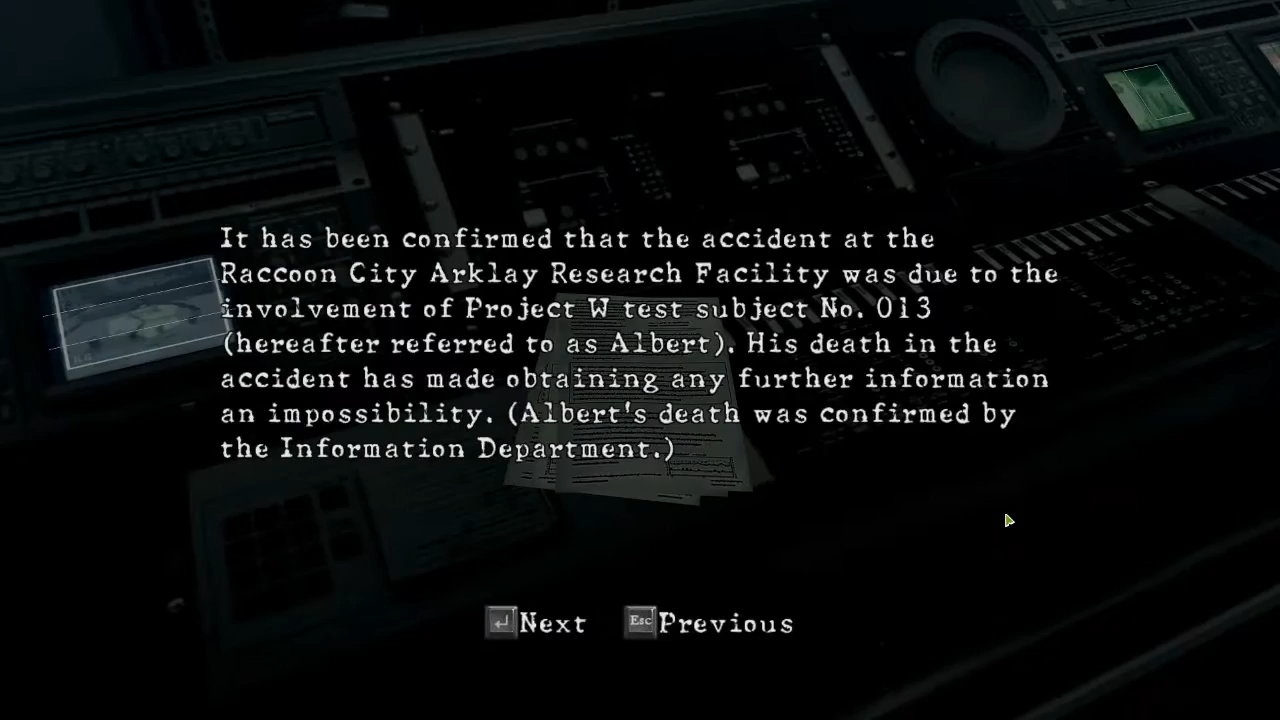 It has been confirmed that the accident at the
Raccoon City Arklay Research Facility was due to the
involvement of Project W test subject No. 013
(hereafter referred to as Albert). His death in the
accident has made obtaining any further information
an impossibility. (Albert's death was confirmed by
the Information Department.)
Next
Esc Previous